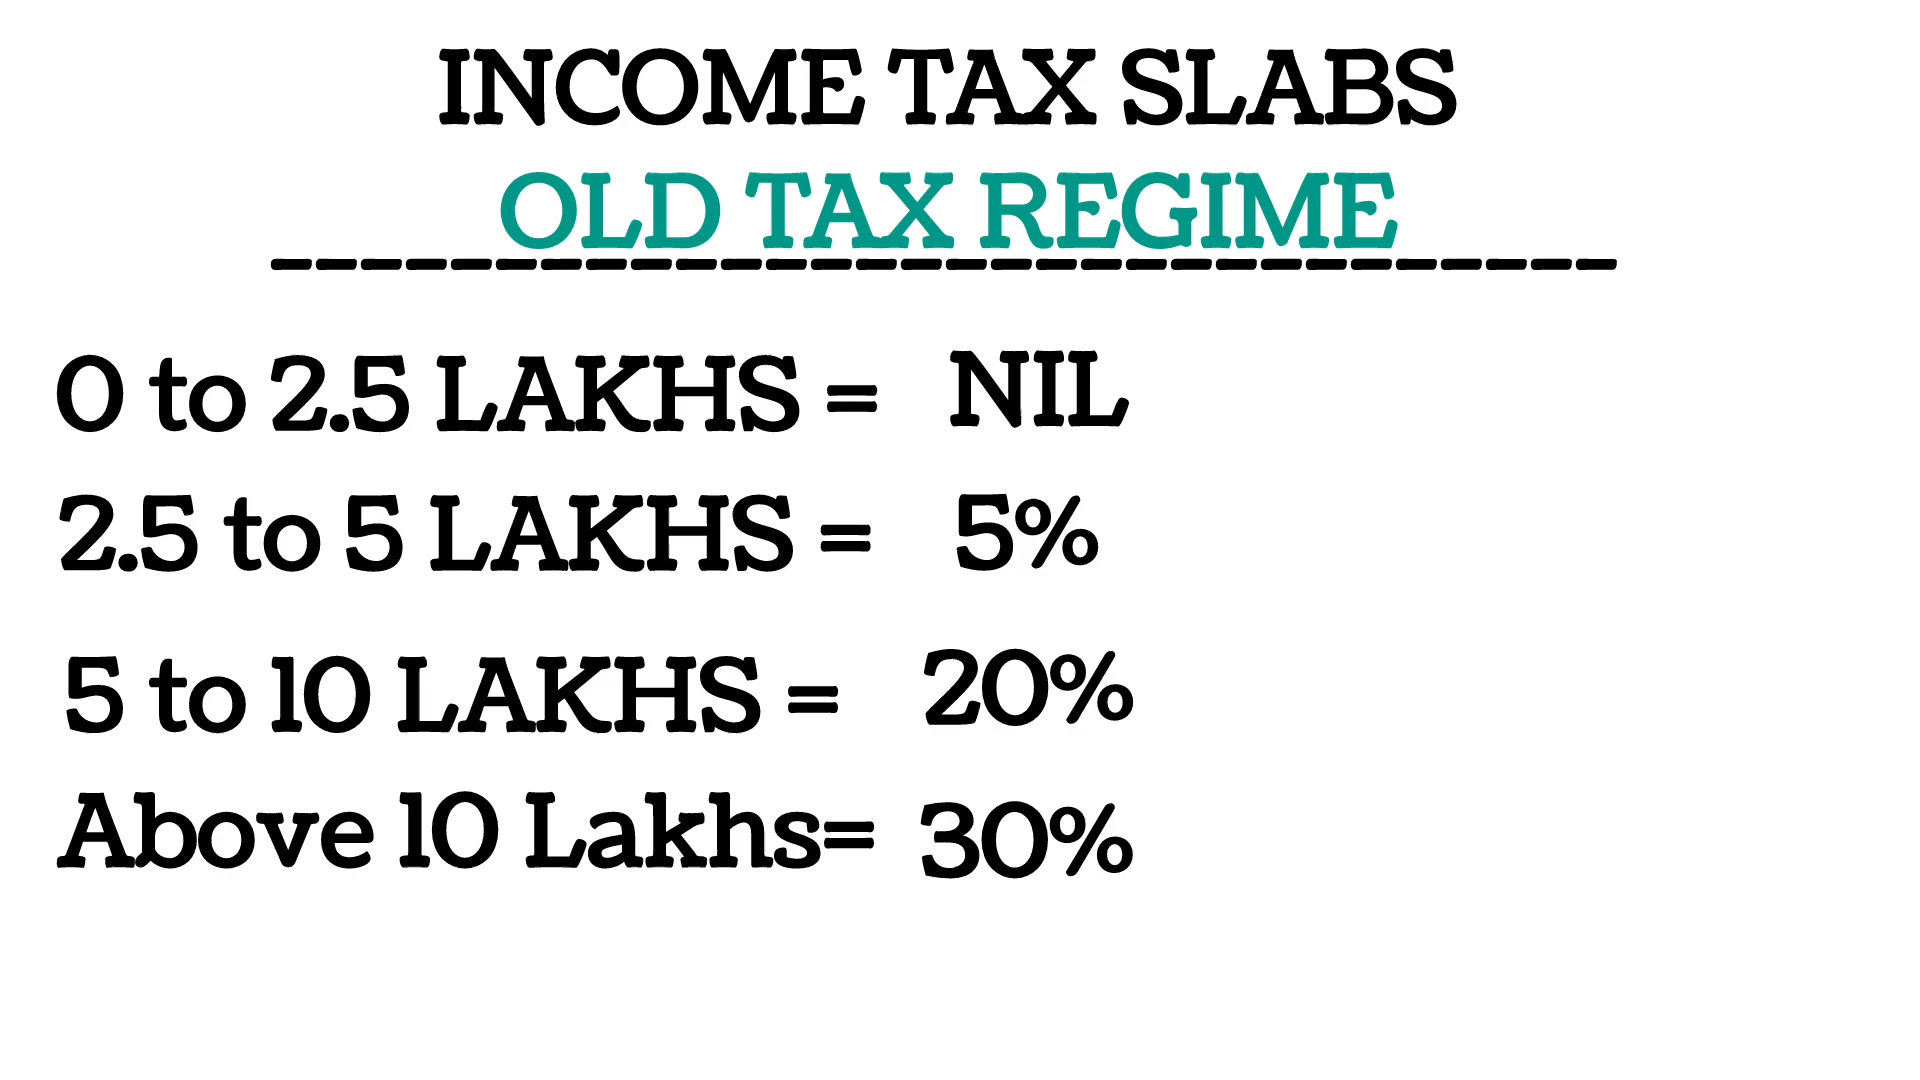 INCOME TAX SLABS
OLD TAX REGIME
------------------------------
0 to 2.5 LAKHS = NIL
2.5 to 5 LAKHS = 5%
5 to 10 LAKHS = 20%
Above 10 Lakhs= 30%